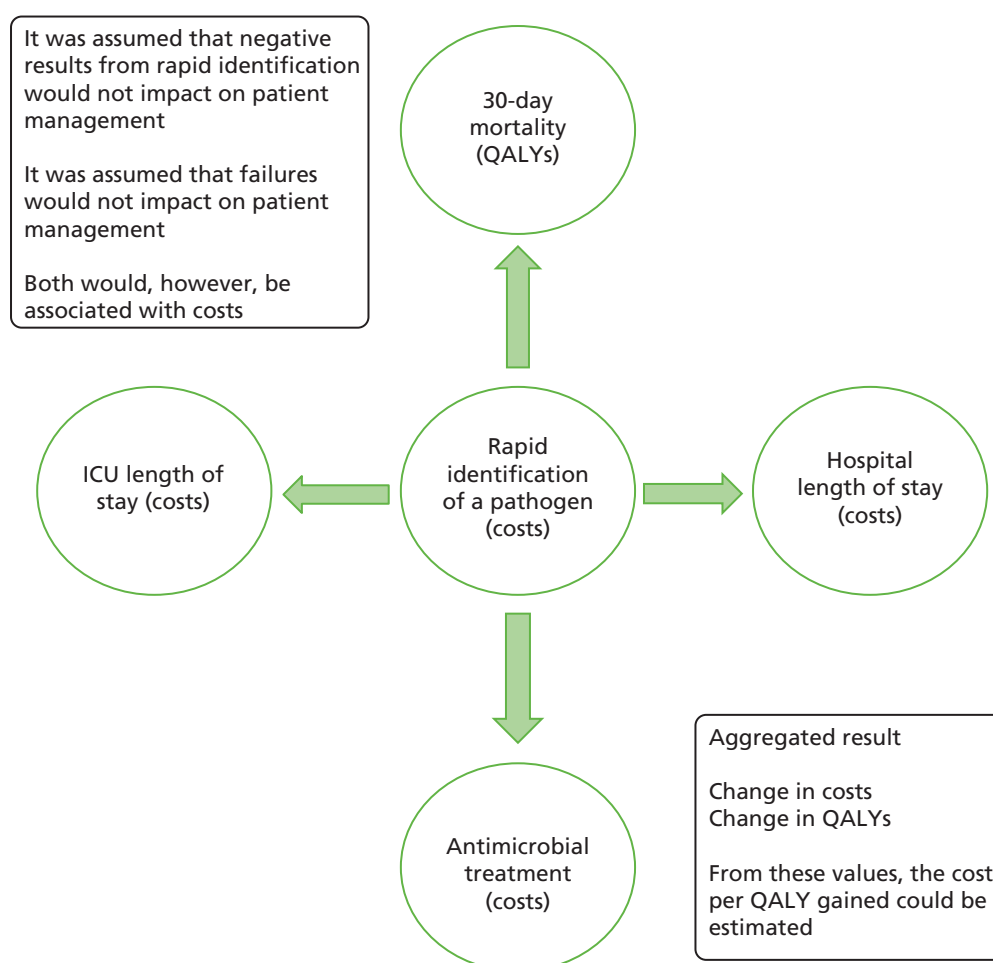 It was assumed that negative
results from rapid identification
would not impact on patient
management
It was assumed that failures
would not impact on patient
management
Both would, however, be
associated with costs
30-day
mortality
(QALYs)
ICU length of
stay (costs)
Rapid
identification
of a pathogen
(costs)
Hospital
length of stay
(costs)
Antimicrobial
treatment
(costs)
Aggregated result
Change in costs
Change in QALYs
From these values, the cost
per QALY gained could be
estimated